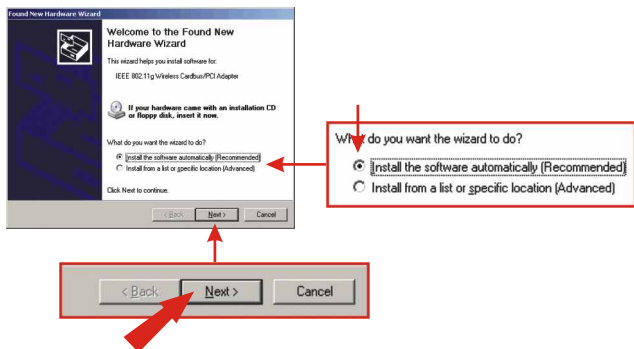 Found New Hardware Wizard
Welcome to the Found New
Hardware Wizard
This wizard helps you install software for:
IEEE 802.11g Wireless Cardbus/PCI Adapter
If your hardware came with an installation CD
or floppy disk, insert it now.
What do you want the wizard to do?
Install the software automatically (Recommended)
Install from a list or specific location (Advanced)
Click Next to continue.
< Back Next > Cancel
What do you want the wizard to do?
Install the software automatically (Recommended)
Install from a list or specific location (Advanced)
< Back Next > Cancel